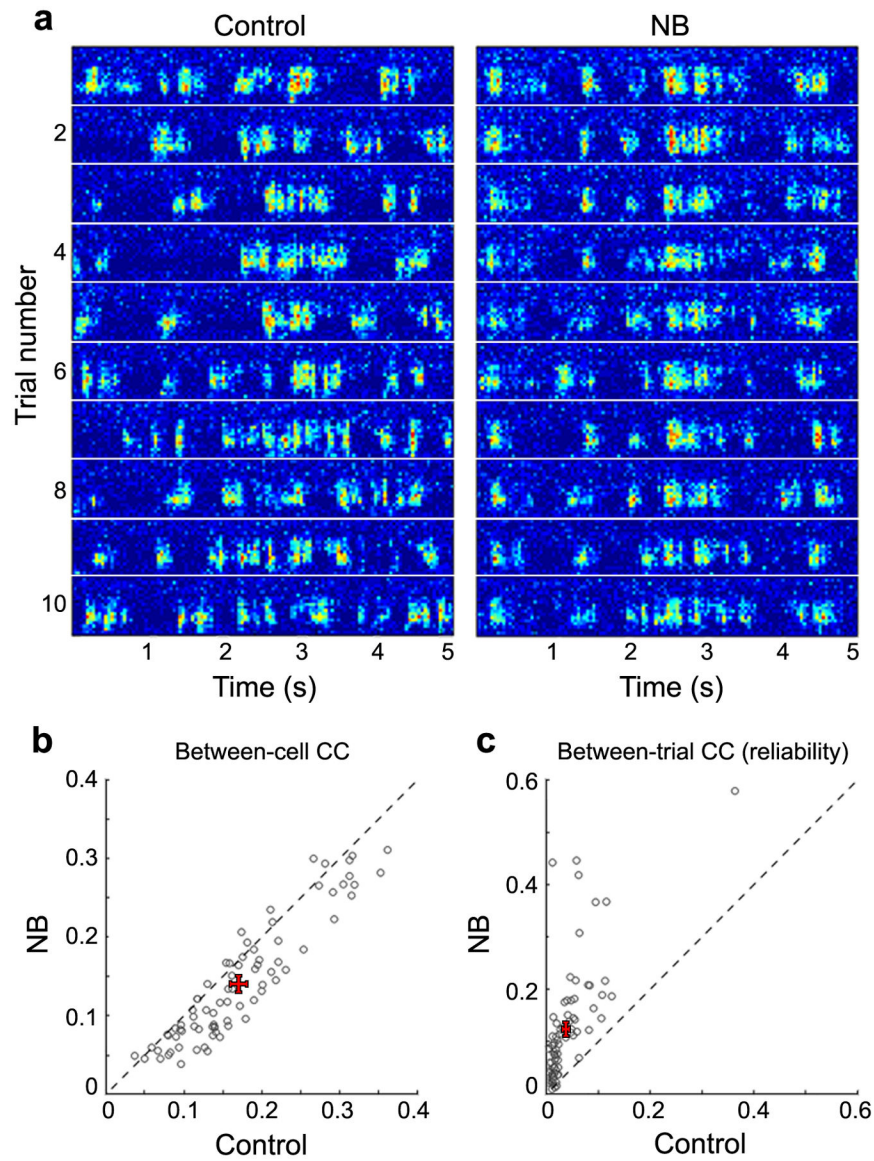 a
Control
NB
Trial number
2
4
6
8
10
1 2 3 4 5
1 2 3 4 5
Time (s)
Time (s)
b
Between-cell CC
0.4
0.3
0.2
0.1
0
NB
0 0.1 0.2 0.3 0.4
Control
c
Between-trial CC (reliability)
0.6
0.4
0.2
0
NB
0 0.2 0.4 0.6
Control